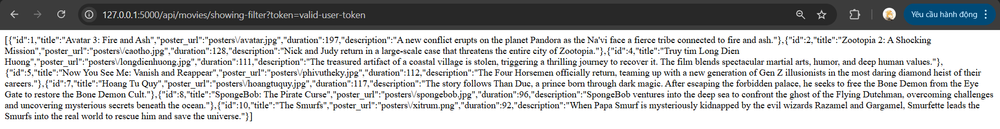 127.0.0.1:5000/api/movies/showing-filter?token=valid-user-token
Yêu cầu hành động
[{"id":1,"title":"Avatar 3: Fire and Ash","poster_url":"posters\/avatar.jpg","duration":197,"description":"A new conflict erupts on the planet Pandora as the Na'vi face a fierce tribe connected to fire and ash."},{"id":2,"title":"Zootopia 2: A Shocking
Mission","poster_url":"posters\/caotho.jpg","duration":128,"description":"Nick and Judy return in a large-scale case that threatens the entire city of Zootopia."},{"id":4,"title":"Truy tim Long Dien
Huong","poster_url":"posters\/longdienhuong.jpg","duration":111,"description":"The treasured artifact of a coastal village is stolen, triggering a thrilling journey to recover it. The film blends spectacular martial arts, humor, and deep human values."},
{"id":5,"title":"Now You See Me: Vanish and Reappear","poster_url":"posters\/phivutheky.jpg","duration":112,"description":"The Four Horsemen officially return, teaming up with a new generation of Gen Z illusionists in the most daring diamond heist of their
careers."},{"id":7,"title":"Hoang Tu Quy","poster_url":"posters\/hoangtuquy.jpg","duration":117,"description":"The story follows Than Duc, a prince born through dark magic. After escaping the forbidden palace, he seeks to free the Bone Demon from the Eye
Gate to restore the Bone Demon Cult."},{"id":8,"title":"SpongeBob: The Pirate Curse","poster_url":"posters\/spongebob.jpg","duration":96,"description":"SpongeBob ventures into the deep sea to confront the ghost of the Flying Dutchman, overcoming challenges
and uncovering mysterious secrets beneath the ocean."},{"id":10,"title":"The Smurfs","poster_url":"posters\/xitrum.png","duration":92,"description":"When Papa Smurf is mysteriously kidnapped by the evil wizards Razamel and Gargamel, Smurfette leads the
Smurfs into the real world to rescue him and save the universe."}]